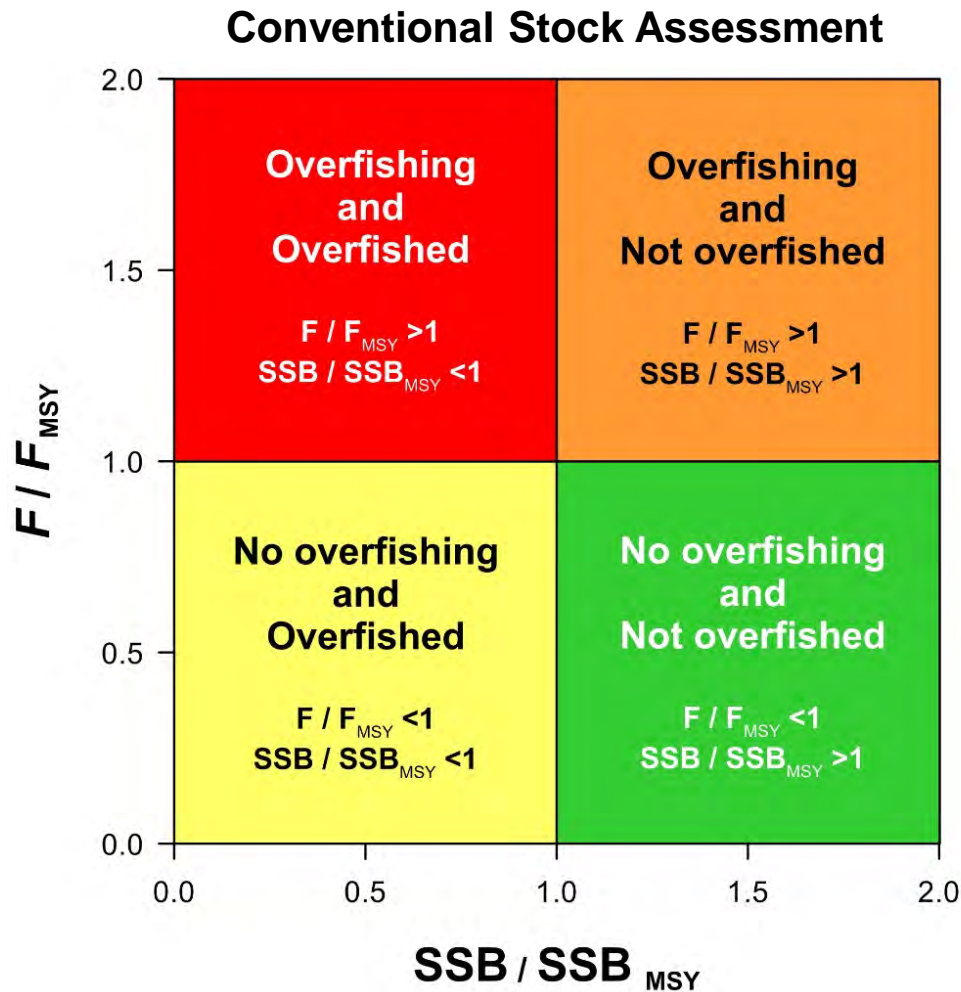 Conventional Stock Assessment
2.0
Overfishing
and
Overfished
F / FMSY >1
SSB / SSBMSY <1
Overfishing
and
Not overfished
F / FMSY >1
SSB / SSBMSY >1
1.5
F / FMSY
1.0
No overfishing
and
Overfished
F / FMSY <1
SSB / SSBMSY <1
No overfishing
and
Not overfished
F / FMSY <1
SSB / SSBMSY >1
0.5
0.0
0.0 0.5 1.0 1.5 2.0
SSB / SSB MSY